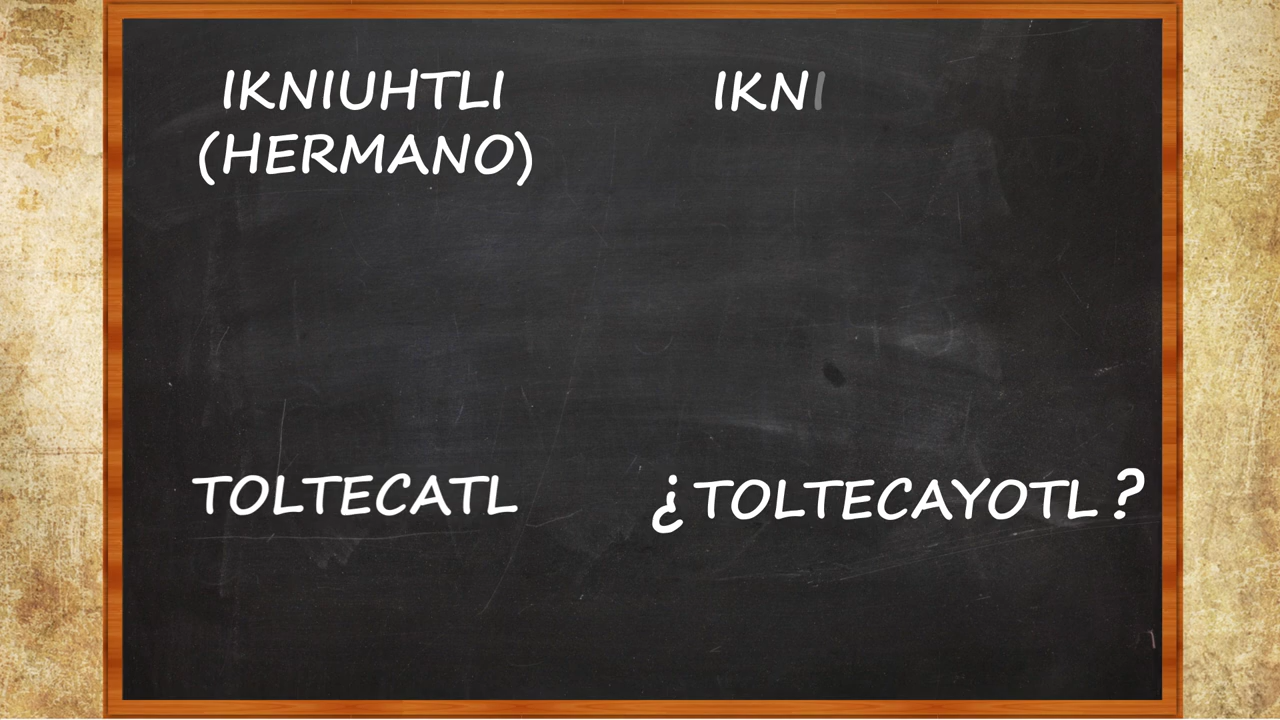 IKNIUHTLI
(HERMANO)
IKNI
TOLTECATL
¿TOLTECAYOTL?